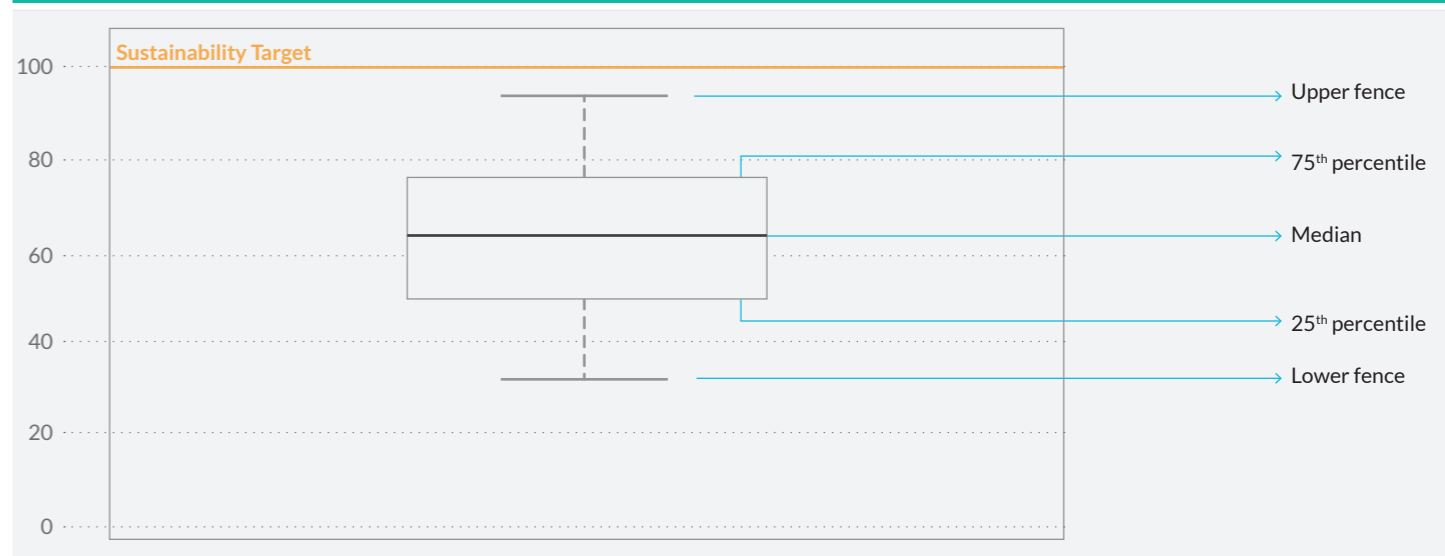 Sustainability Target
100
80
60
40
20
0
Upper fence
75th percentile
Median
25th percentile
Lower fence